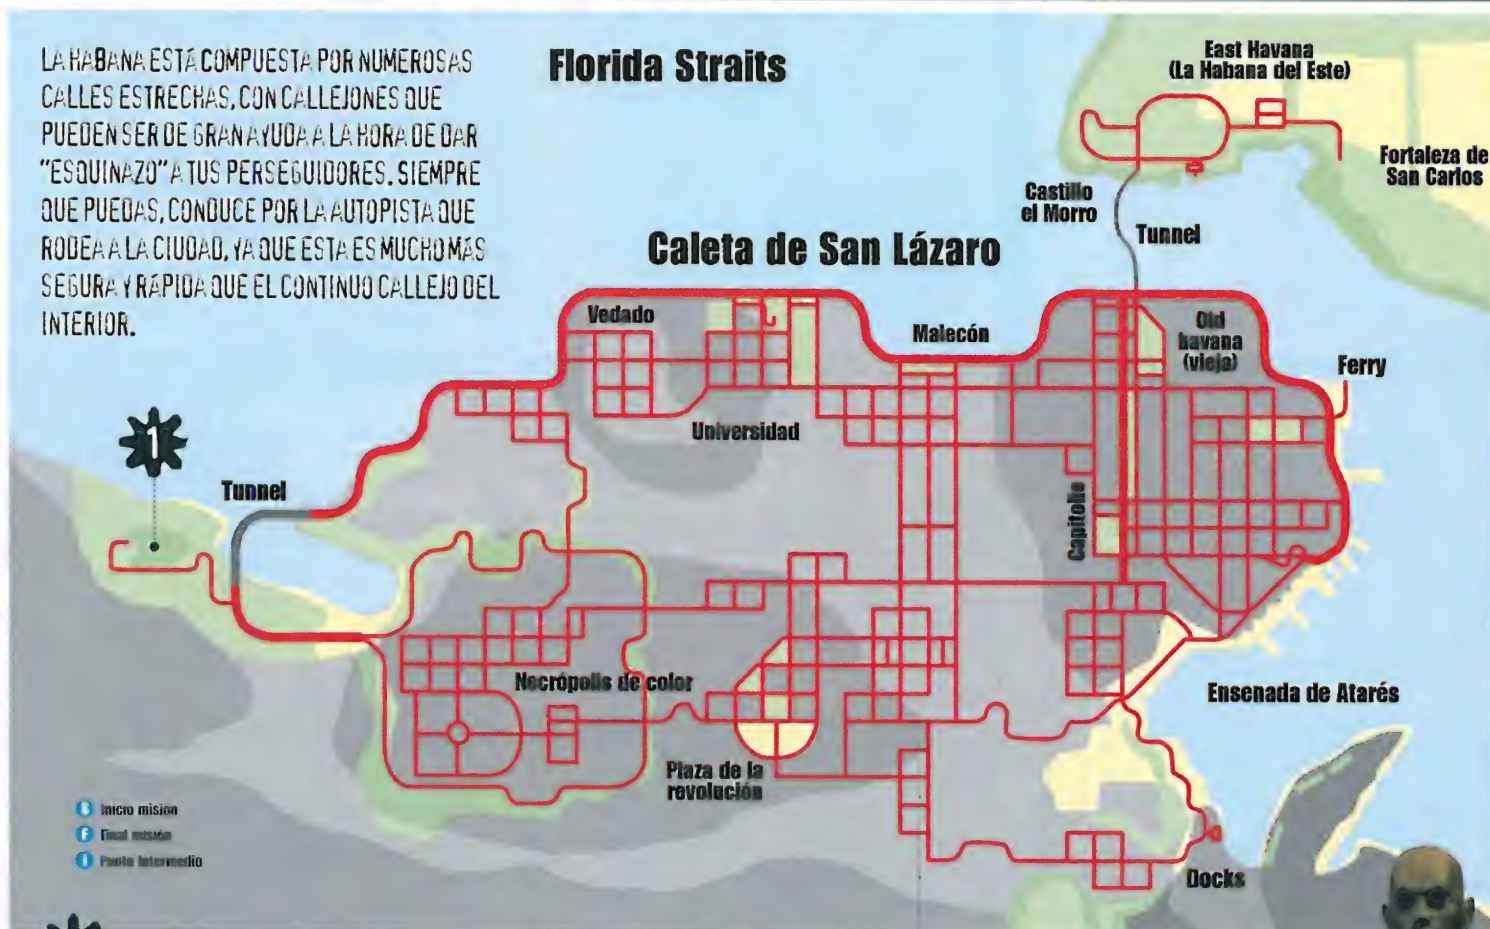 LA HABANA ESTÁ COMPUESTA POR NUMEROSAS
CALLES ESTRECHAS, CON CALLEJONES QUE
PUEDEN SER DE GRAN AYUDA A LA HORA DE DAR
"ESQUINAZO" A TUS PERSEGUIDORES. SIEMPRE
QUE PUEDAS, CONDUCE POR LA AUTOPISTA QUE
RODEA A LA CIUDAD, YA QUE ESTA ES MUCHO MÁS
SEGURA Y RÁPIDA QUE EL CONTINUO CALLEJO DEL
INTERIOR.
Florida Straits
East Havana
(La Habana del Este)
Fortaleza de
San Carlos
Castillo
el Morro
Tunnel
Caleta de San Lázaro
Vedado
Malecón
Old
havana
(vieja)
Ferry
Universidad
1
Tunnel
Capitolio
Necrópolis de color
Ensenada de Atarés
Plaza de la
revolución
Inicio misión
F Final misión
Punto intermedio
Docks